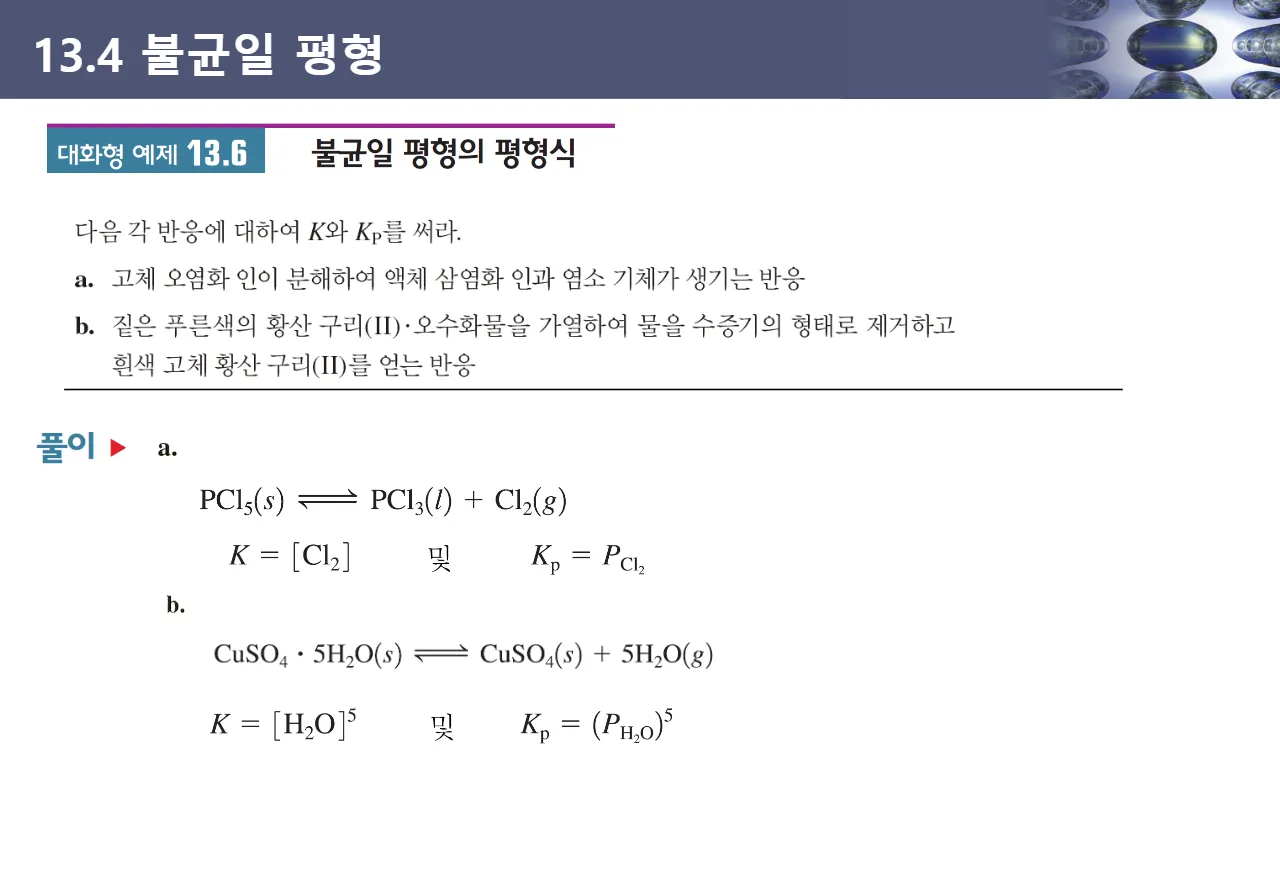 13.4 불균일 평형
대화형 예제 13.6 불균일 평형의 평형식
다음 각 반응에 대하여 K와 K_P를 써라.
a. 고체 오염화 인이 분해하여 액체 삼염화 인과 염소 기체가 생기는 반응
b. 짙은 푸른색의 황산 구리(II)·오수화물을 가열하여 물을 수증기의 형태로 제거하고
흰색 고체 황산 구리(II)를 얻는 반응
풀이 ▶ a.
PCl₅(s) ⇌ PCl₃(l) + Cl₂(g)
K = [Cl₂] 및 K_p = P_Cl₂
b.
CuSO₄ · 5H₂O(s) ⇌ CuSO₄(s) + 5H₂O(g)
K = [H₂O]⁵ 및 K_p = (P_H₂O)⁵